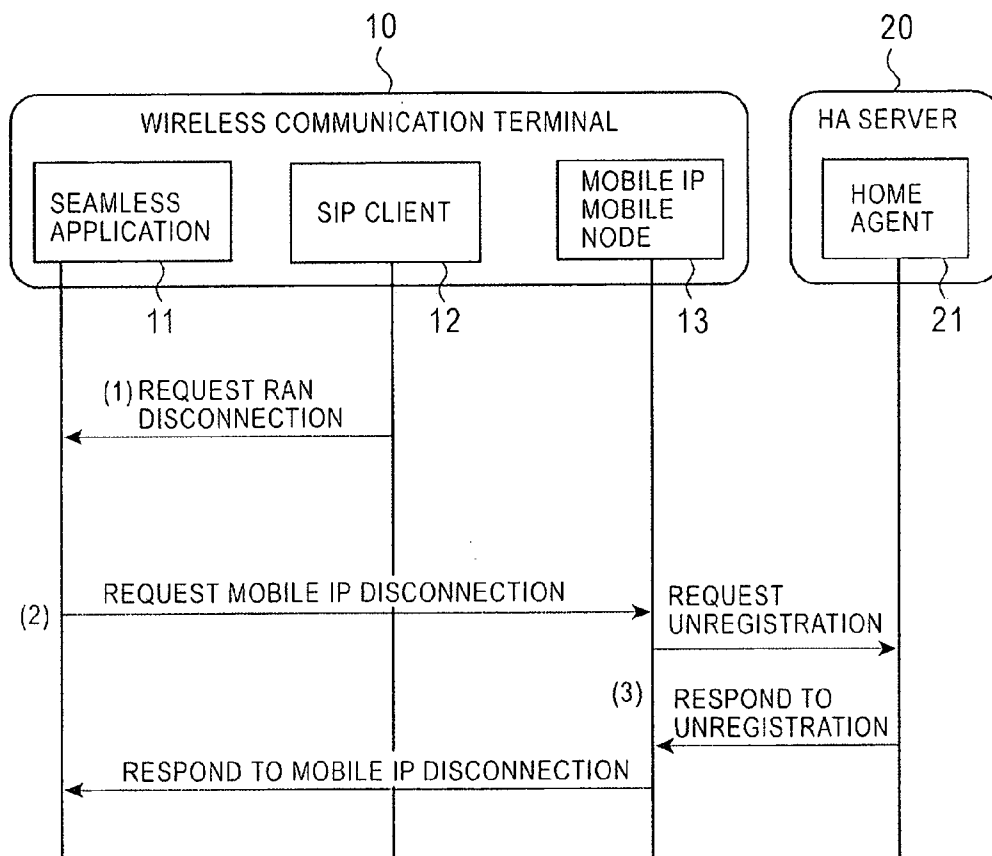 10
20
WIRELESS COMMUNICATION TERMINAL
HA SERVER
SEAMLESS
APPLICATION
SIP CLIENT
MOBILE IP
MOBILE
NODE
HOME
AGENT
11
12
13
21
(1) REQUEST RAN
DISCONNECTION
REQUEST MOBILE IP DISCONNECTION
(2)
REQUEST
UNREGISTRATION
(3)
RESPOND TO
UNREGISTRATION
RESPOND TO MOBILE IP DISCONNECTION